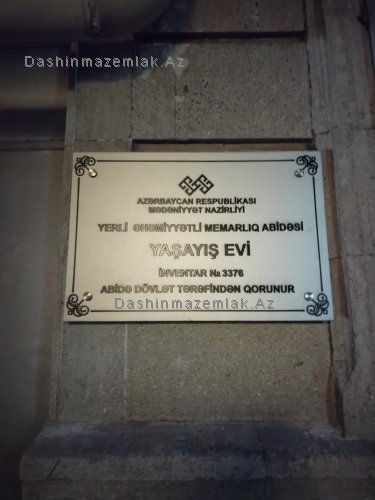 Dashinmazemlak.Az
AZƏRBAYCAN RESPUBLİKASI
MƏDƏNİYYƏT NAZİRLİYİ
YERLİ ƏHƏMİYYƏTLİ MEMARLIQ ABİDƏSİ
YAŞAYIŞ EVİ
İNVENTAR № 3376
ABİDƏ DÖVLƏT TƏRƏFİNDƏN QORUNUR
Dashinmazemlak.Az